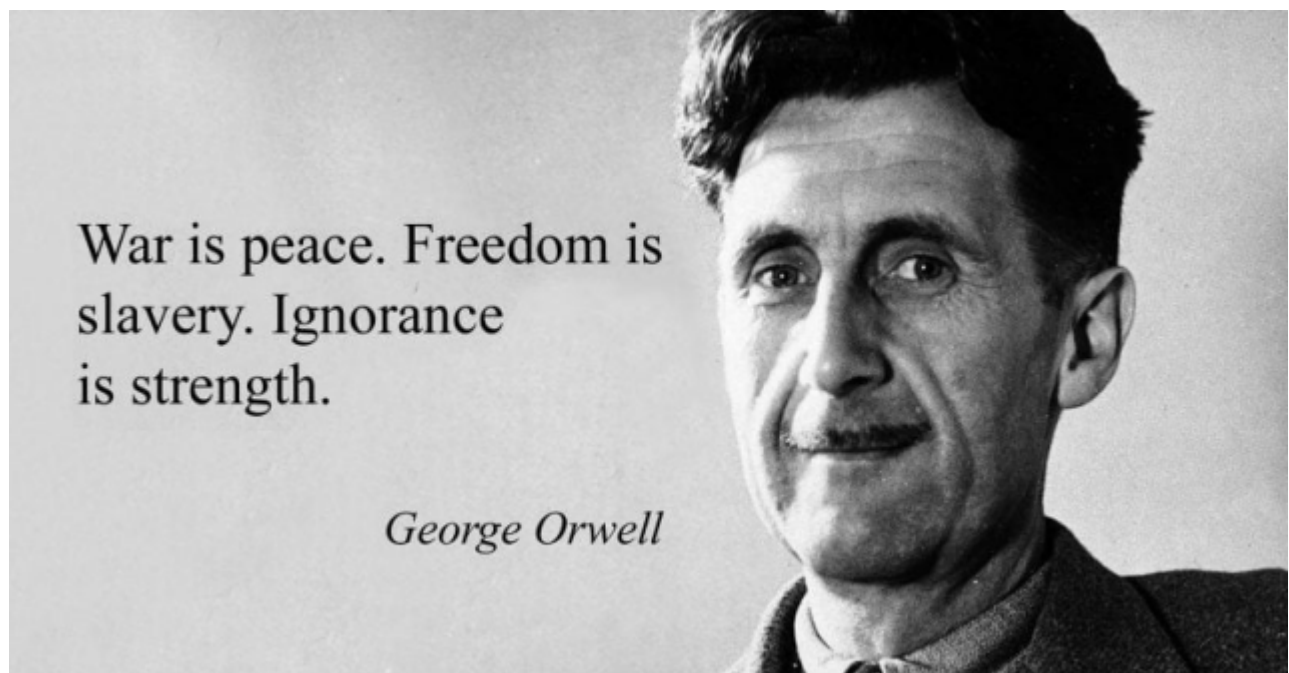 War is peace. Freedom is
slavery. Ignorance
is strength.
George Orwell